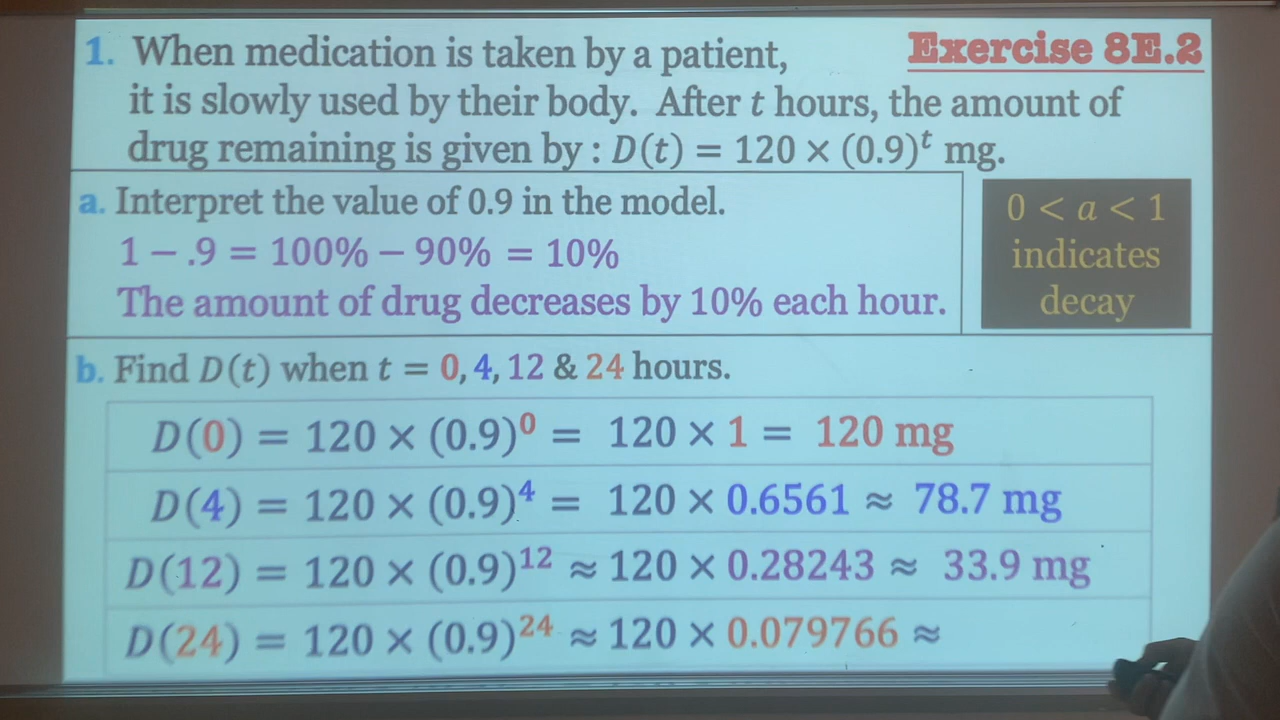 1. When medication is taken by a patient,
Exercise 8E.2
it is slowly used by their body. After t hours, the amount of
drug remaining is given by : D(t) = 120 × (0.9)^t mg.
a. Interpret the value of 0.9 in the model.
1 – .9 = 100% – 90% = 10%
The amount of drug decreases by 10% each hour.
0 < a < 1
indicates
decay
b. Find D(t) when t = 0, 4, 12 & 24 hours.
D(0) = 120 × (0.9)^0 = 120 × 1 = 120 mg
D(4) = 120 × (0.9)^4 = 120 × 0.6561 ≈ 78.7 mg
D(12) = 120 × (0.9)^12 ≈ 120 × 0.28243 ≈ 33.9 mg
D(24) = 120 × (0.9)^24 ≈ 120 × 0.079766 ≈